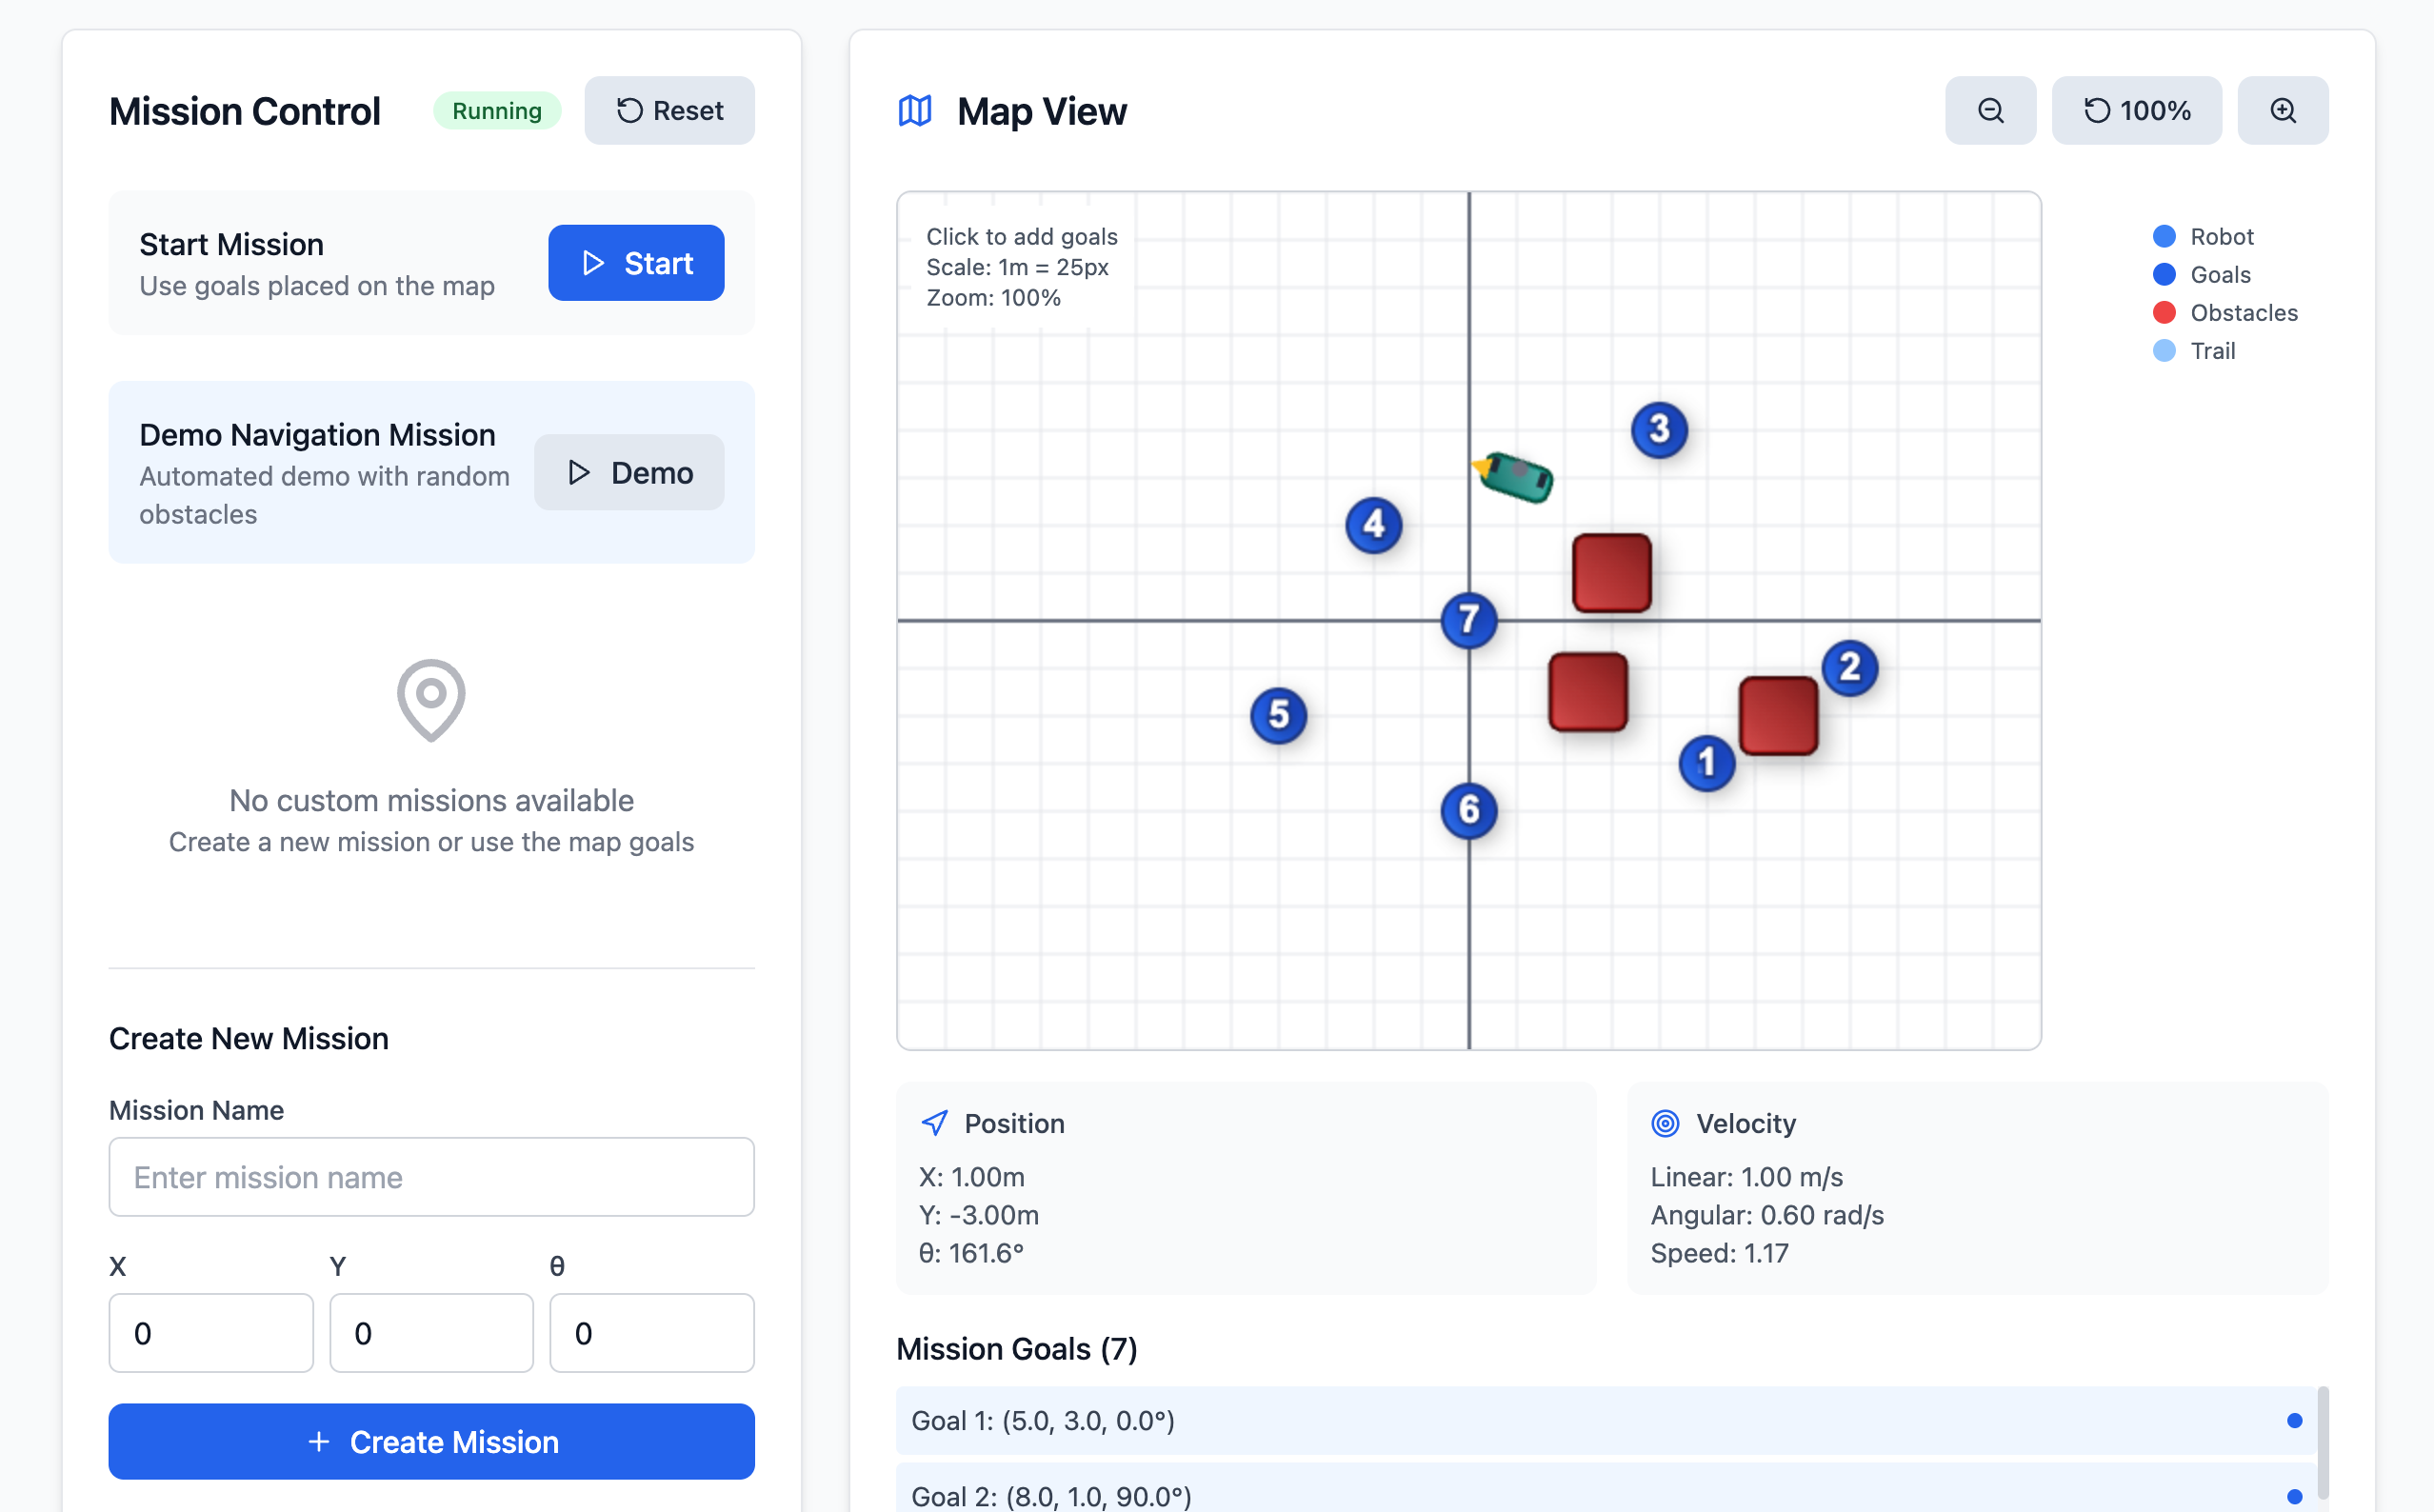 Mission Control
Running
Reset
Start Mission
Use goals placed on the map
Start
Demo Navigation Mission
Automated demo with random
obstacles
Demo
No custom missions available
Create a new mission or use the map goals
Create New Mission
Mission Name
Enter mission name
X
Y
θ
0
0
0
Create Mission
Map View
100%
Click to add goals
Scale: 1m = 25px
Zoom: 100%
3
4
7
2
5
1
6
Robot
Goals
Obstacles
Trail
Position
X: 1.00m
Y: -3.00m
θ: 161.6°
Velocity
Linear: 1.00 m/s
Angular: 0.60 rad/s
Speed: 1.17
Mission Goals (7)
Goal 1: (5.0, 3.0, 0.0°)
Goal 2: (8.0, 1.0, 90.0°)